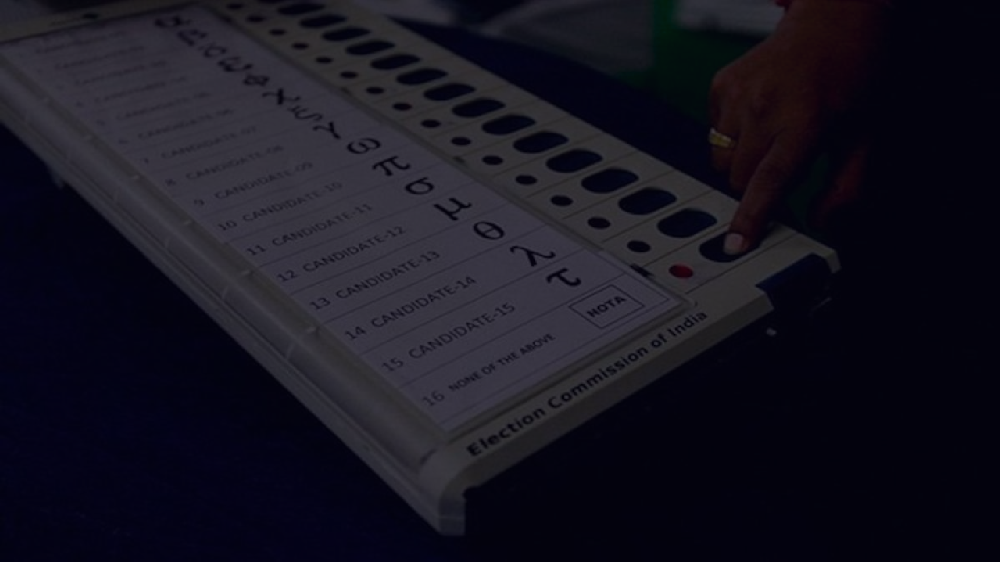 6 CANDIDATE-06 χ
7 CANDIDATE-07 ξ
8 CANDIDATE-08 γ
9 CANDIDATE-09 ω
10 CANDIDATE-10 π
11 CANDIDATE-11 σ
12 CANDIDATE-12 μ
13 CANDIDATE-13 θ
14 CANDIDATE-14 λ
15 CANDIDATE-15 τ
16 NONE OF THE ABOVE NOTA
Election Commission of India